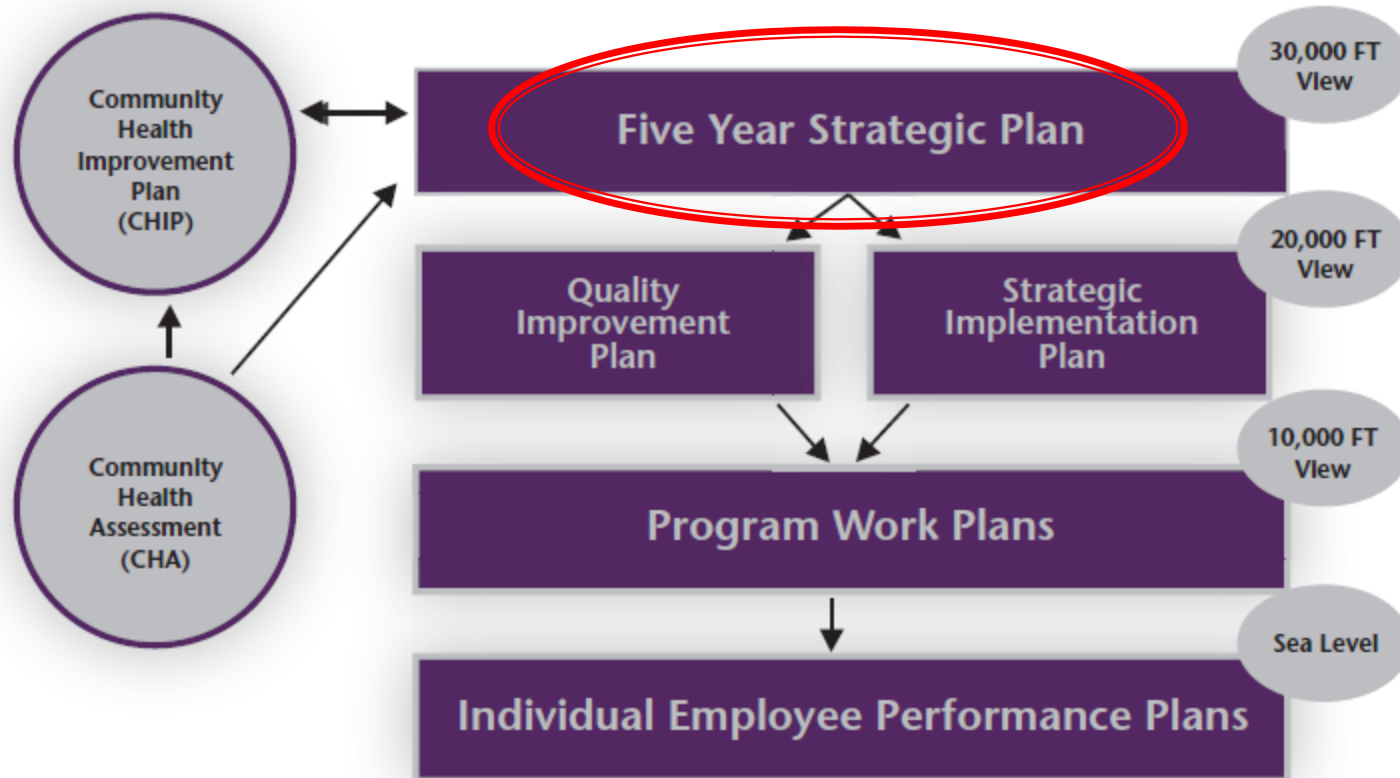 Community
Health
Improvement
Plan
(CHIP)
Five Year Strategic Plan
30,000 FT
View
Quality
Improvement
Plan
Strategic
Implementation
Plan
20,000 FT
View
Community
Health
Assessment
(CHA)
Program Work Plans
10,000 FT
View
Individual Employee Performance Plans
Sea Level